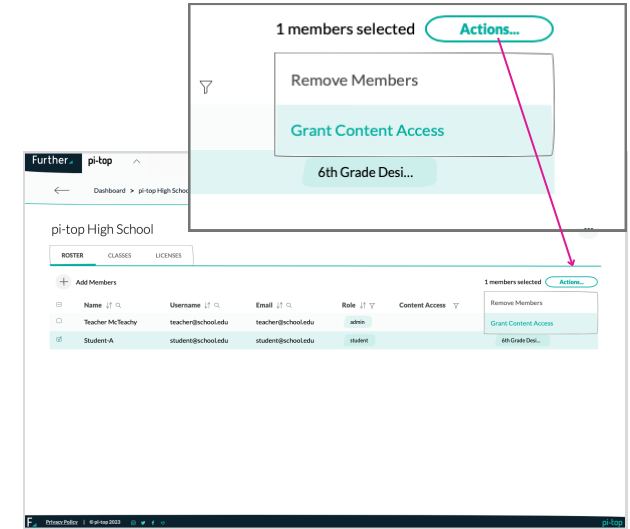 1 members selected Actions...
Remove Members
Grant Content Access
6th Grade Desi...
Further pi-top
Dashboard > pi-top High Schoo
pi-top High School
ROSTER CLASSES LICENSES
Add Members 1 members selected Actions...
Remove Members
Grant Content Access
Name Username Email Role Content Access
Teacher McTeachy teacher@school.edu teacher@school.edu admin
Student-A student@school.edu student@school.edu student 6th Grade Desi...
F Privacy Policy | © pi-top 2023 pi-top